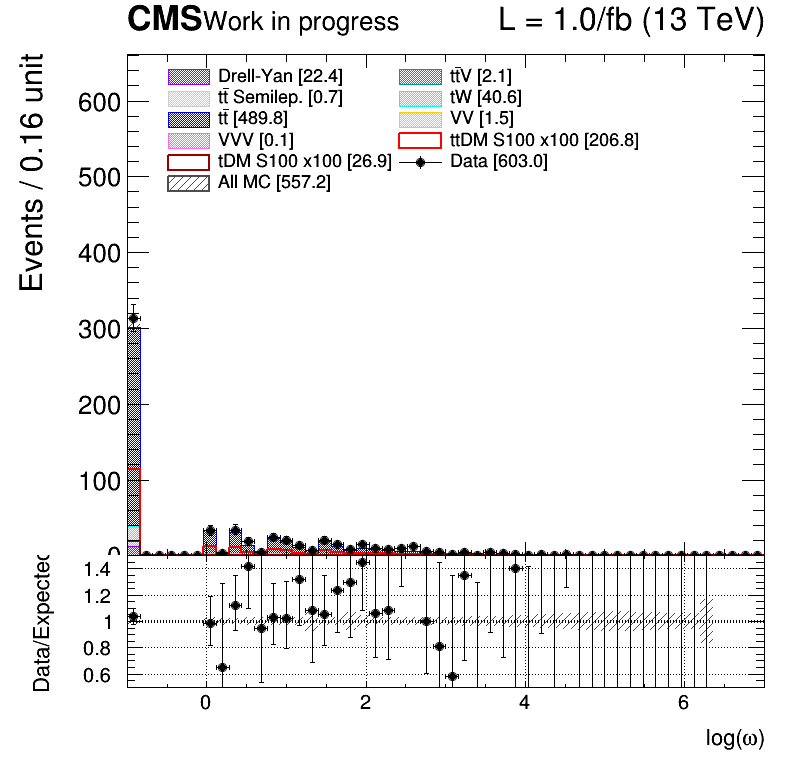 CMS Work in progress L = 1.0/fb (13 TeV)
Events / 0.16 unit
Drell-Yan [22.4] tt̄V [2.1]
tt̄ Semilep. [0.7] tW [40.6]
tt̄ [489.8] VV [1.5]
VVV [0.1] ttDM S100 x100 [206.8]
tDM S100 x100 [26.9] Data [603.0]
All MC [557.2]
600
500
400
300
200
100
0
Data/Expected
1.4
1.2
1
0.8
0.6
0 2 4 6
log(ω)